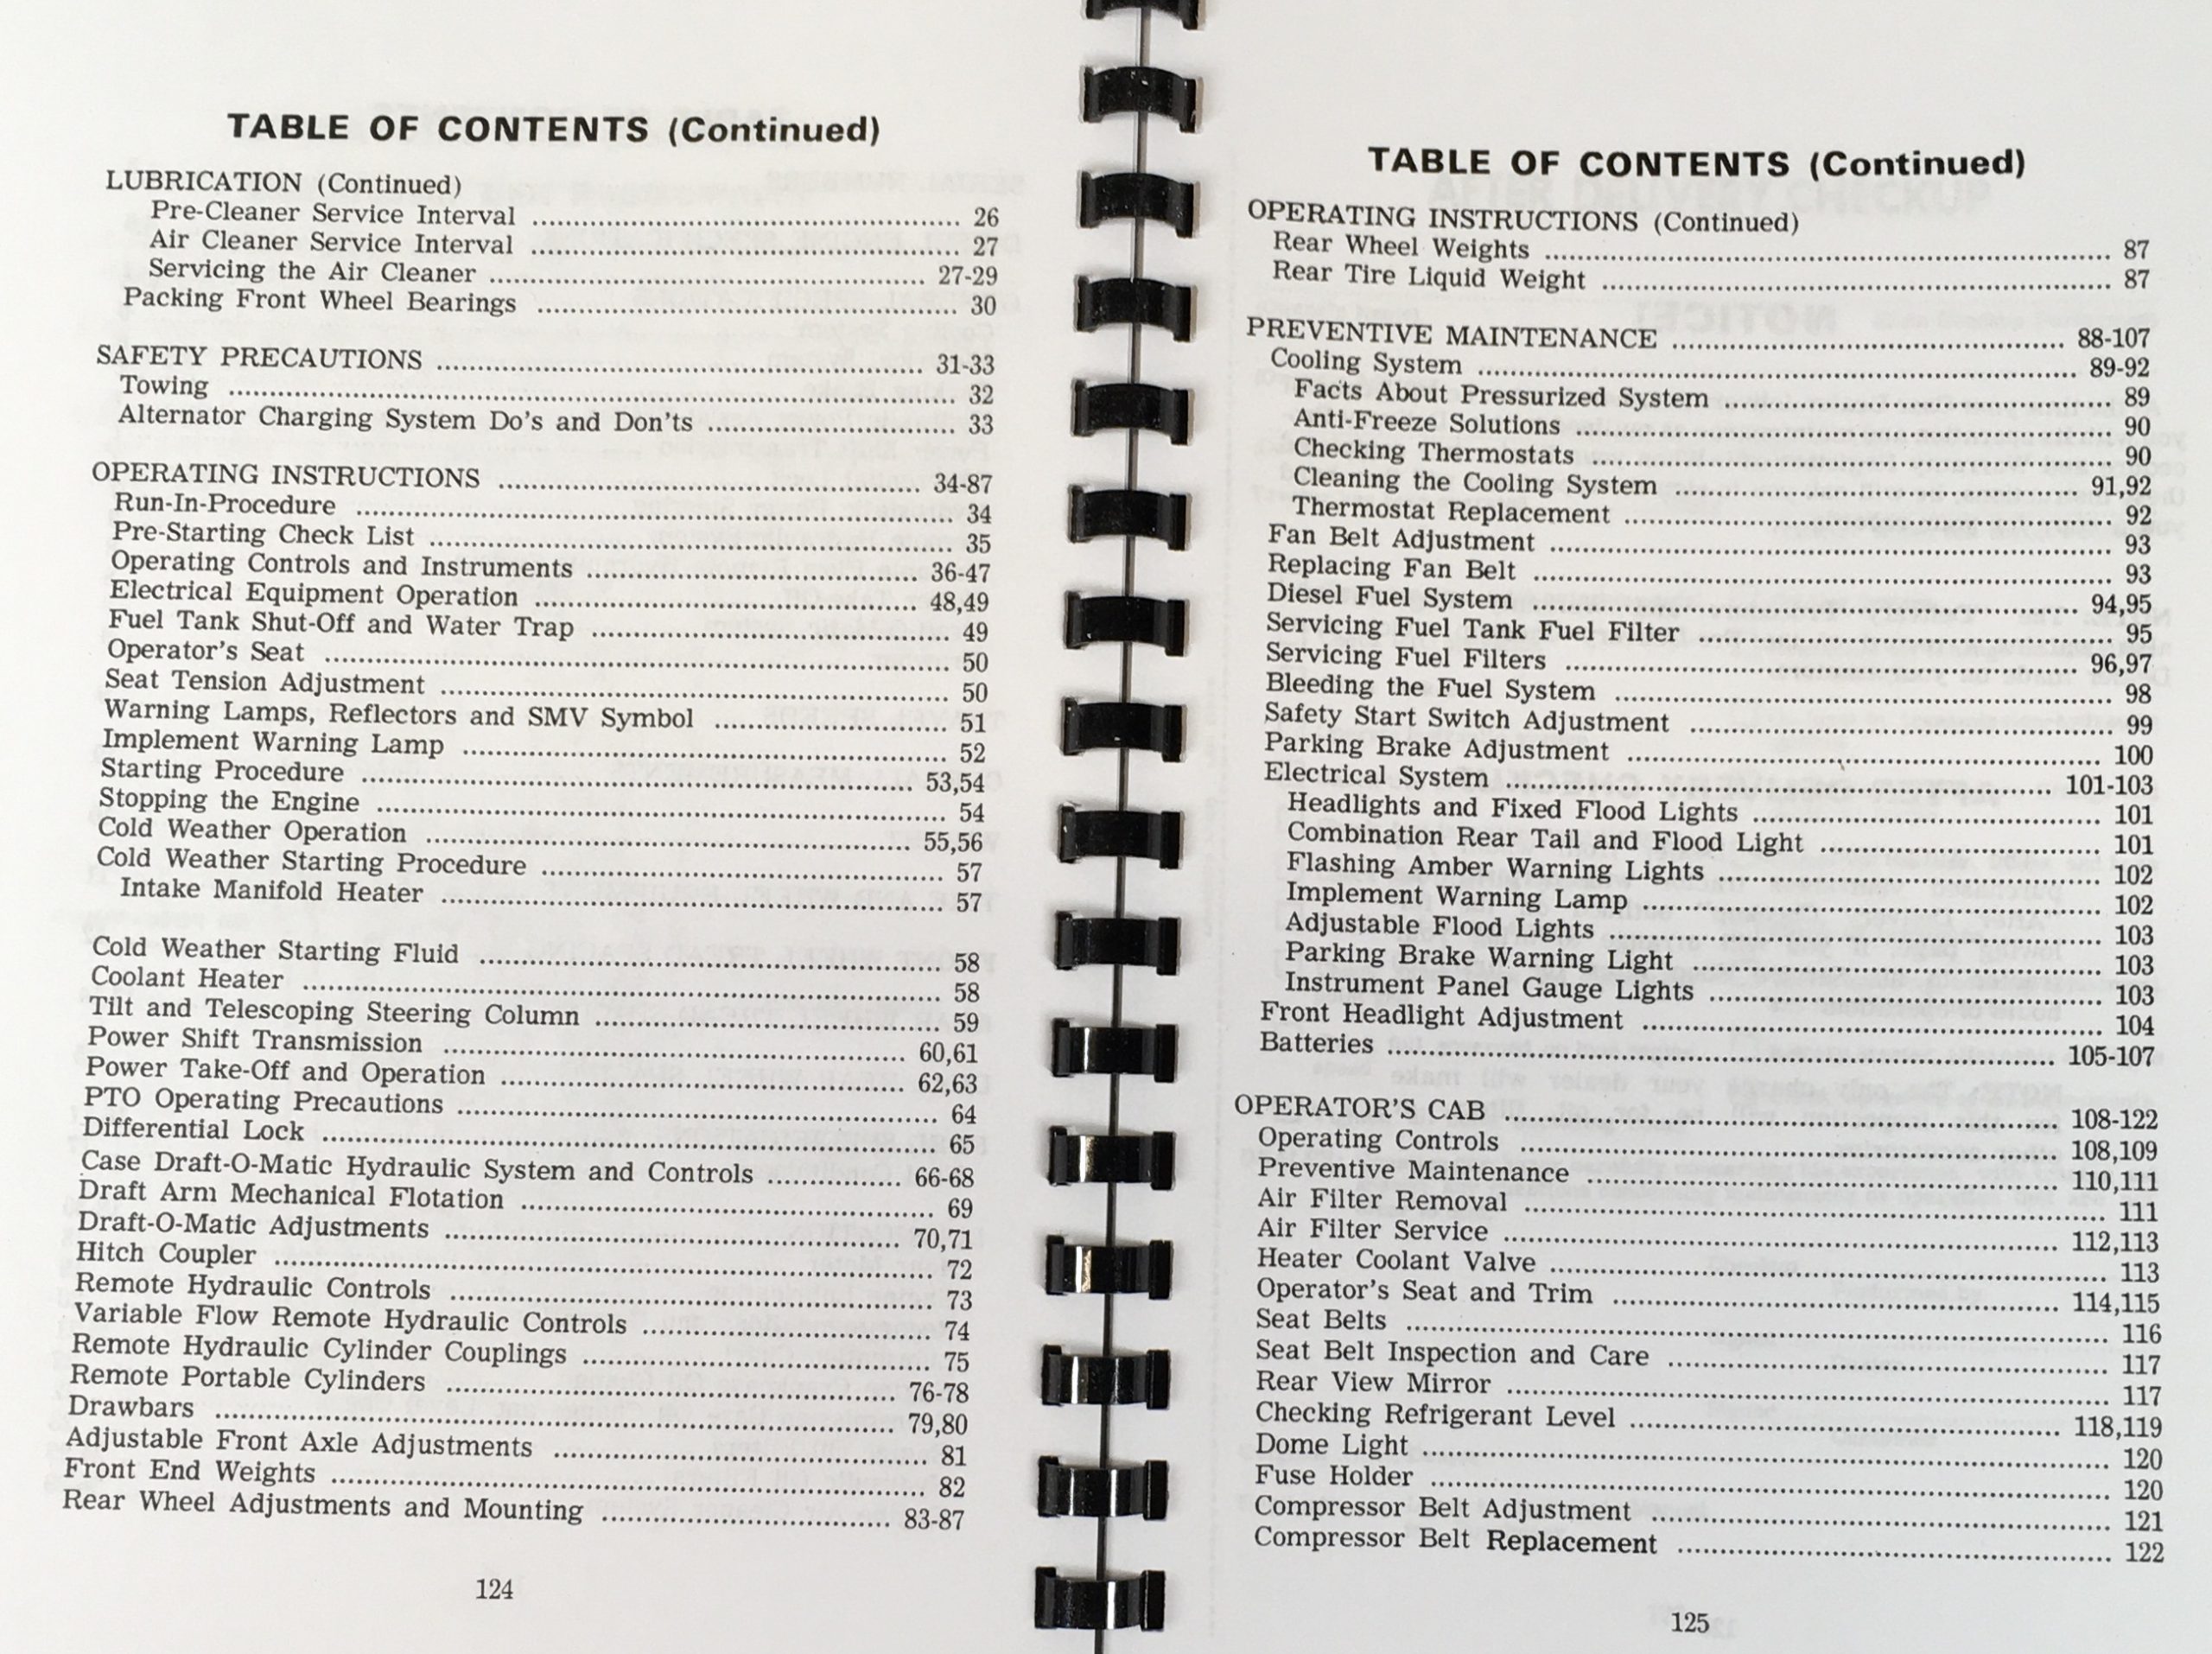 TABLE OF CONTENTS (Continued)
LUBRICATION (Continued)
Pre-Cleaner Service Interval ........ 26
Air Cleaner Service Interval ........ 27
Servicing the Air Cleaner ........ 27-29
Packing Front Wheel Bearings ........ 30
SAFETY PRECAUTIONS ........ 31-33
Towing ........ 32
Alternator Charging System Do's and Don'ts ........ 33
OPERATING INSTRUCTIONS ........ 34-87
Run-In-Procedure ........ 34
Pre-Starting Check List ........ 35
Operating Controls and Instruments ........ 36-47
Electrical Equipment Operation ........ 48,49
Fuel Tank Shut-Off and Water Trap ........ 49
Operator's Seat ........ 50
Seat Tension Adjustment ........ 50
Warning Lamps, Reflectors and SMV Symbol ........ 51
Implement Warning Lamp ........ 52
Starting Procedure ........ 53,54
Stopping the Engine ........ 54
Cold Weather Operation ........ 55,56
Cold Weather Starting Procedure ........ 57
Intake Manifold Heater ........ 57
Cold Weather Starting Fluid ........ 58
Coolant Heater ........ 58
Tilt and Telescoping Steering Column ........ 59
Power Shift Transmission ........ 60,61
Power Take-Off and Operation ........ 62,63
PTO Operating Precautions ........ 64
Differential Lock ........ 65
Case Draft-O-Matic Hydraulic System and Controls ........ 66-68
Draft Arm Mechanical Flotation ........ 69
Draft-O-Matic Adjustments ........ 70,71
Hitch Coupler ........ 72
Remote Hydraulic Controls ........ 73
Variable Flow Remote Hydraulic Controls ........ 74
Remote Hydraulic Cylinder Couplings ........ 75
Remote Portable Cylinders ........ 76-78
Drawbars ........ 79,80
Adjustable Front Axle Adjustments ........ 81
Front End Weights ........ 82
Rear Wheel Adjustments and Mounting ........ 83-87
124
TABLE OF CONTENTS (Continued)
OPERATING INSTRUCTIONS (Continued)
Rear Wheel Weights ........ 87
Rear Tire Liquid Weight ........ 87
PREVENTIVE MAINTENANCE ........ 88-107
Cooling System ........ 89-92
Facts About Pressurized System ........ 89
Anti-Freeze Solutions ........ 90
Checking Thermostats ........ 90
Cleaning the Cooling System ........ 91,92
Thermostat Replacement ........ 92
Fan Belt Adjustment ........ 93
Replacing Fan Belt ........ 93
Diesel Fuel System ........ 94,95
Servicing Fuel Tank Fuel Filter ........ 95
Servicing Fuel Filters ........ 96,97
Bleeding the Fuel System ........ 98
Safety Start Switch Adjustment ........ 99
Parking Brake Adjustment ........ 100
Electrical System ........ 101-103
Headlights and Fixed Flood Lights ........ 101
Combination Rear Tail and Flood Light ........ 101
Flashing Amber Warning Lights ........ 102
Implement Warning Lamp ........ 102
Adjustable Flood Lights ........ 103
Parking Brake Warning Light ........ 103
Instrument Panel Gauge Lights ........ 103
Front Headlight Adjustment ........ 104
Batteries ........ 105-107
OPERATOR'S CAB ........ 108-122
Operating Controls ........ 108,109
Preventive Maintenance ........ 110,111
Air Filter Removal ........ 111
Air Filter Service ........ 112,113
Heater Coolant Valve ........ 113
Operator's Seat and Trim ........ 114,115
Seat Belts ........ 116
Seat Belt Inspection and Care ........ 117
Rear View Mirror ........ 117
Checking Refrigerant Level ........ 118,119
Dome Light ........ 120
Fuse Holder ........ 120
Compressor Belt Adjustment ........ 121
Compressor Belt Replacement ........ 122
125